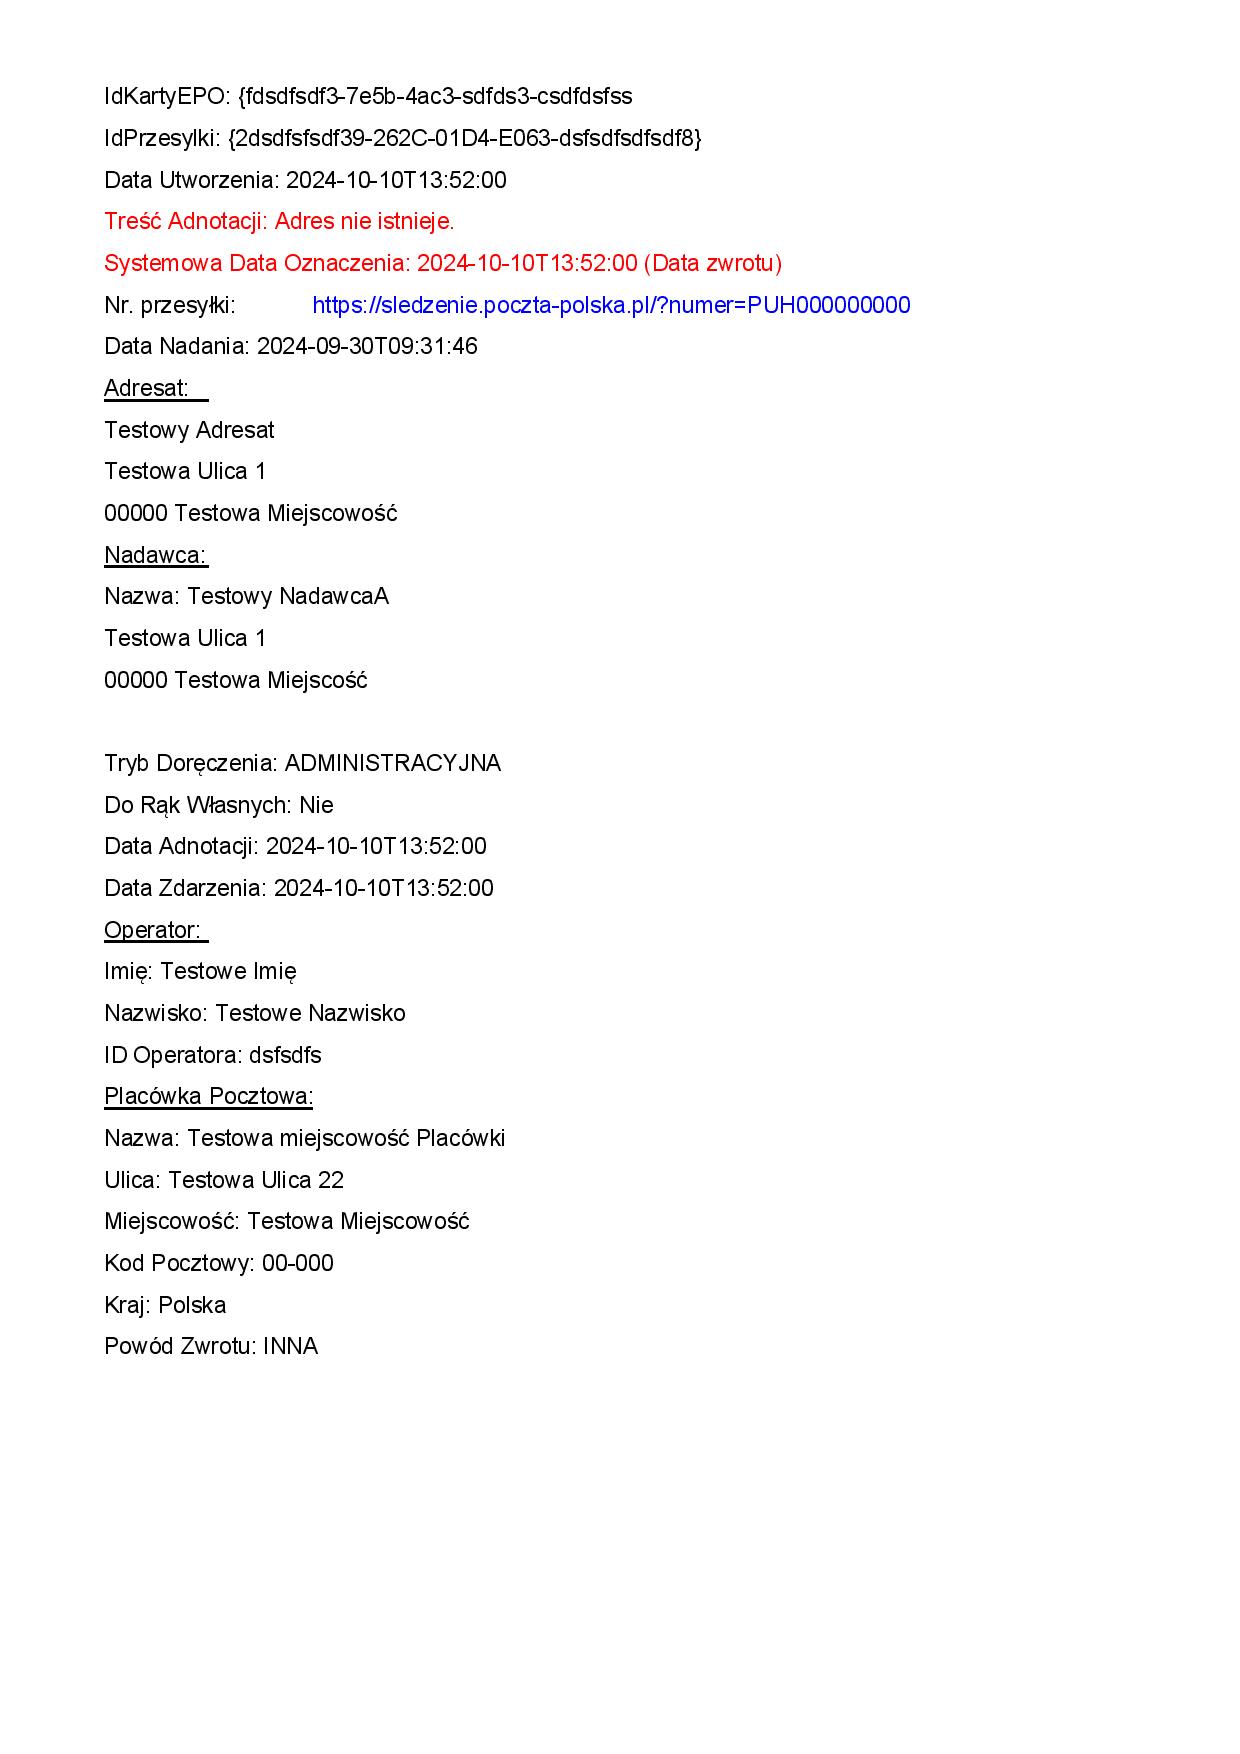 IdKartyEPO: {fdsdfsdf3-7e5b-4ac3-sdfds3-csdfdsfss
IdPrzesylki: {2dsdfsfsdf39-262C-01D4-E063-dsfsdfsdfsdf8}
Data Utworzenia: 2024-10-10T13:52:00
Treść Adnotacji: Adres nie istnieje.
Systemowa Data Oznaczenia: 2024-10-10T13:52:00 (Data zwrotu)
Nr. przesyłki: https://sledzenie.poczta-polska.pl/?numer=PUH000000000
Data Nadania: 2024-09-30T09:31:46
Adresat:
Testowy Adresat
Testowa Ulica 1
00000 Testowa Miejscowość
Nadawca:
Nazwa: Testowy NadawcaA
Testowa Ulica 1
00000 Testowa Miejscość
Tryb Doręczenia: ADMINISTRACYJNA
Do Rąk Własnych: Nie
Data Adnotacji: 2024-10-10T13:52:00
Data Zdarzenia: 2024-10-10T13:52:00
Operator:
Imię: Testowe Imię
Nazwisko: Testowe Nazwisko
ID Operatora: dsfsdfs
Placówka Pocztowa:
Nazwa: Testowa miejscowość Placówki
Ulica: Testowa Ulica 22
Miejscowość: Testowa Miejscowość
Kod Pocztowy: 00-000
Kraj: Polska
Powód Zwrotu: INNA